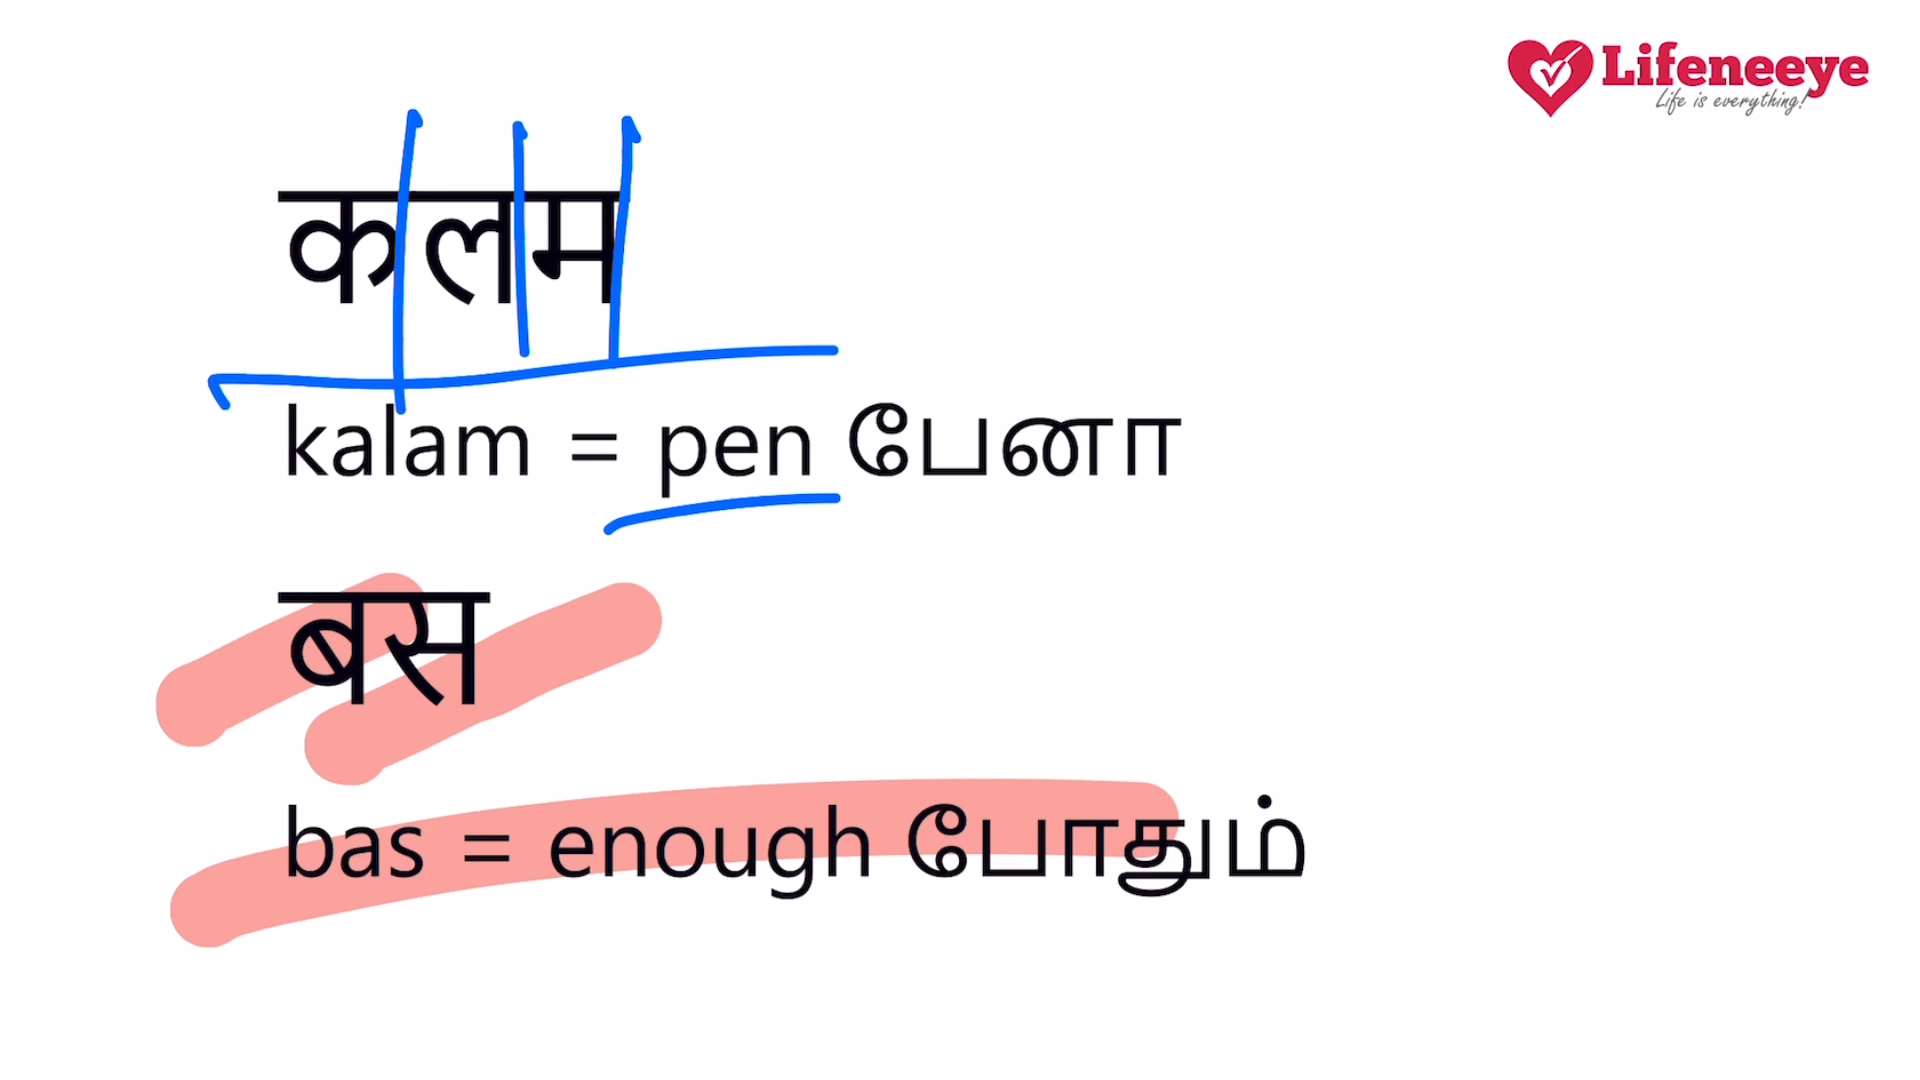 Lifeneeye
Life is everything!
कलम
kalam = pen பேனா
बस
bas = enough போதும்